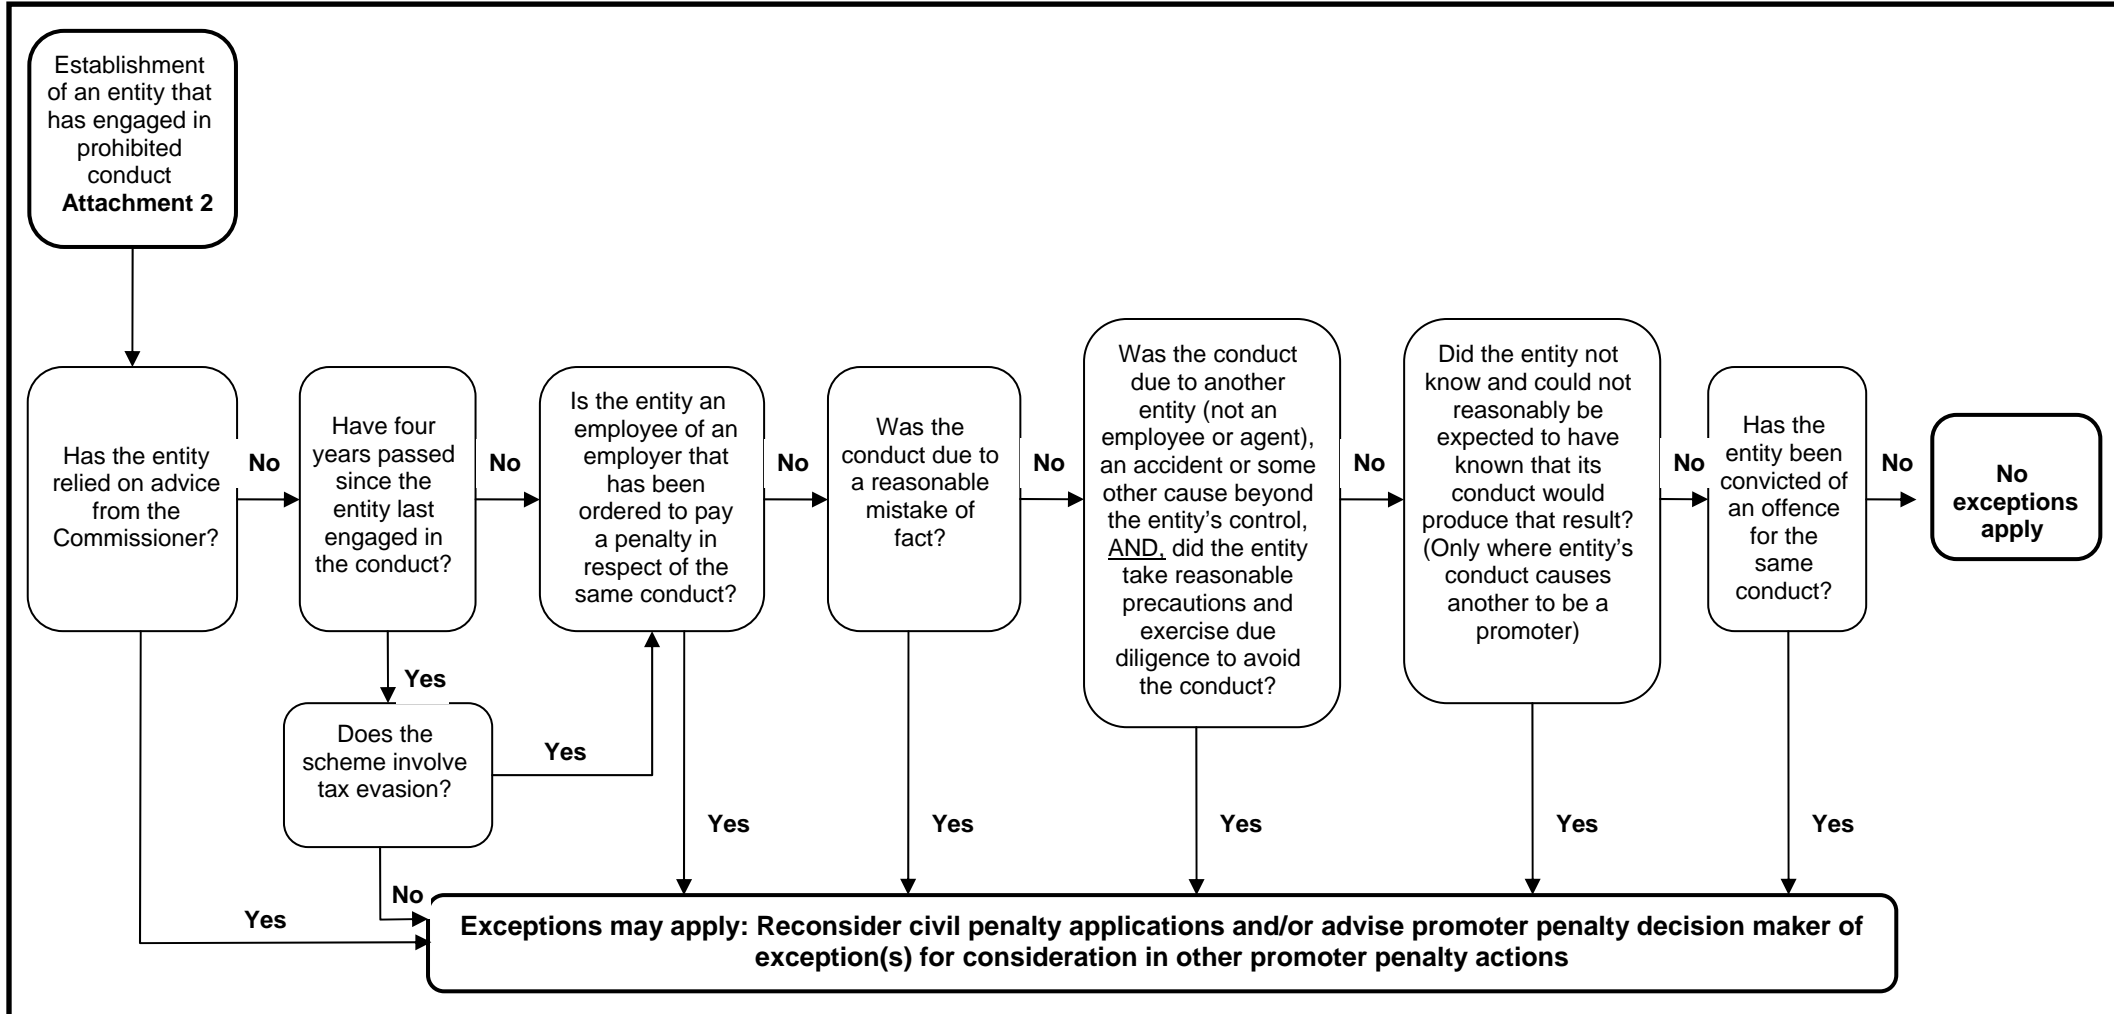 Establishment
of an entity that
has engaged in
prohibited
conduct
Attachment 2
Has the entity
relied on advice
from the
Commissioner?
No
Have four
years passed
since the
entity last
engaged in
the conduct?
No
Is the entity an
employee of an
employer that
has been
ordered to pay
a penalty in
respect of the
same conduct?
No
Was the
conduct due to
a reasonable
mistake of
fact?
No
Was the conduct
due to another
entity (not an
employee or agent),
an accident or some
other cause beyond
the entity’s control,
AND, did the entity
take reasonable
precautions and
exercise due
diligence to avoid
the conduct?
No
Did the entity not
know and could not
reasonably be
expected to have
known that its
conduct would
produce that result?
(Only where entity’s
conduct causes
another to be a
promoter)
No
Has the
entity been
convicted of
an offence
for the
same
conduct?
No
No
exceptions
apply
Yes
Does the
scheme involve
tax evasion?
Yes
Yes
Yes
Yes
Yes
Yes
No
Yes
Exceptions may apply: Reconsider civil penalty applications and/or advise promoter penalty decision maker of
exception(s) for consideration in other promoter penalty actions